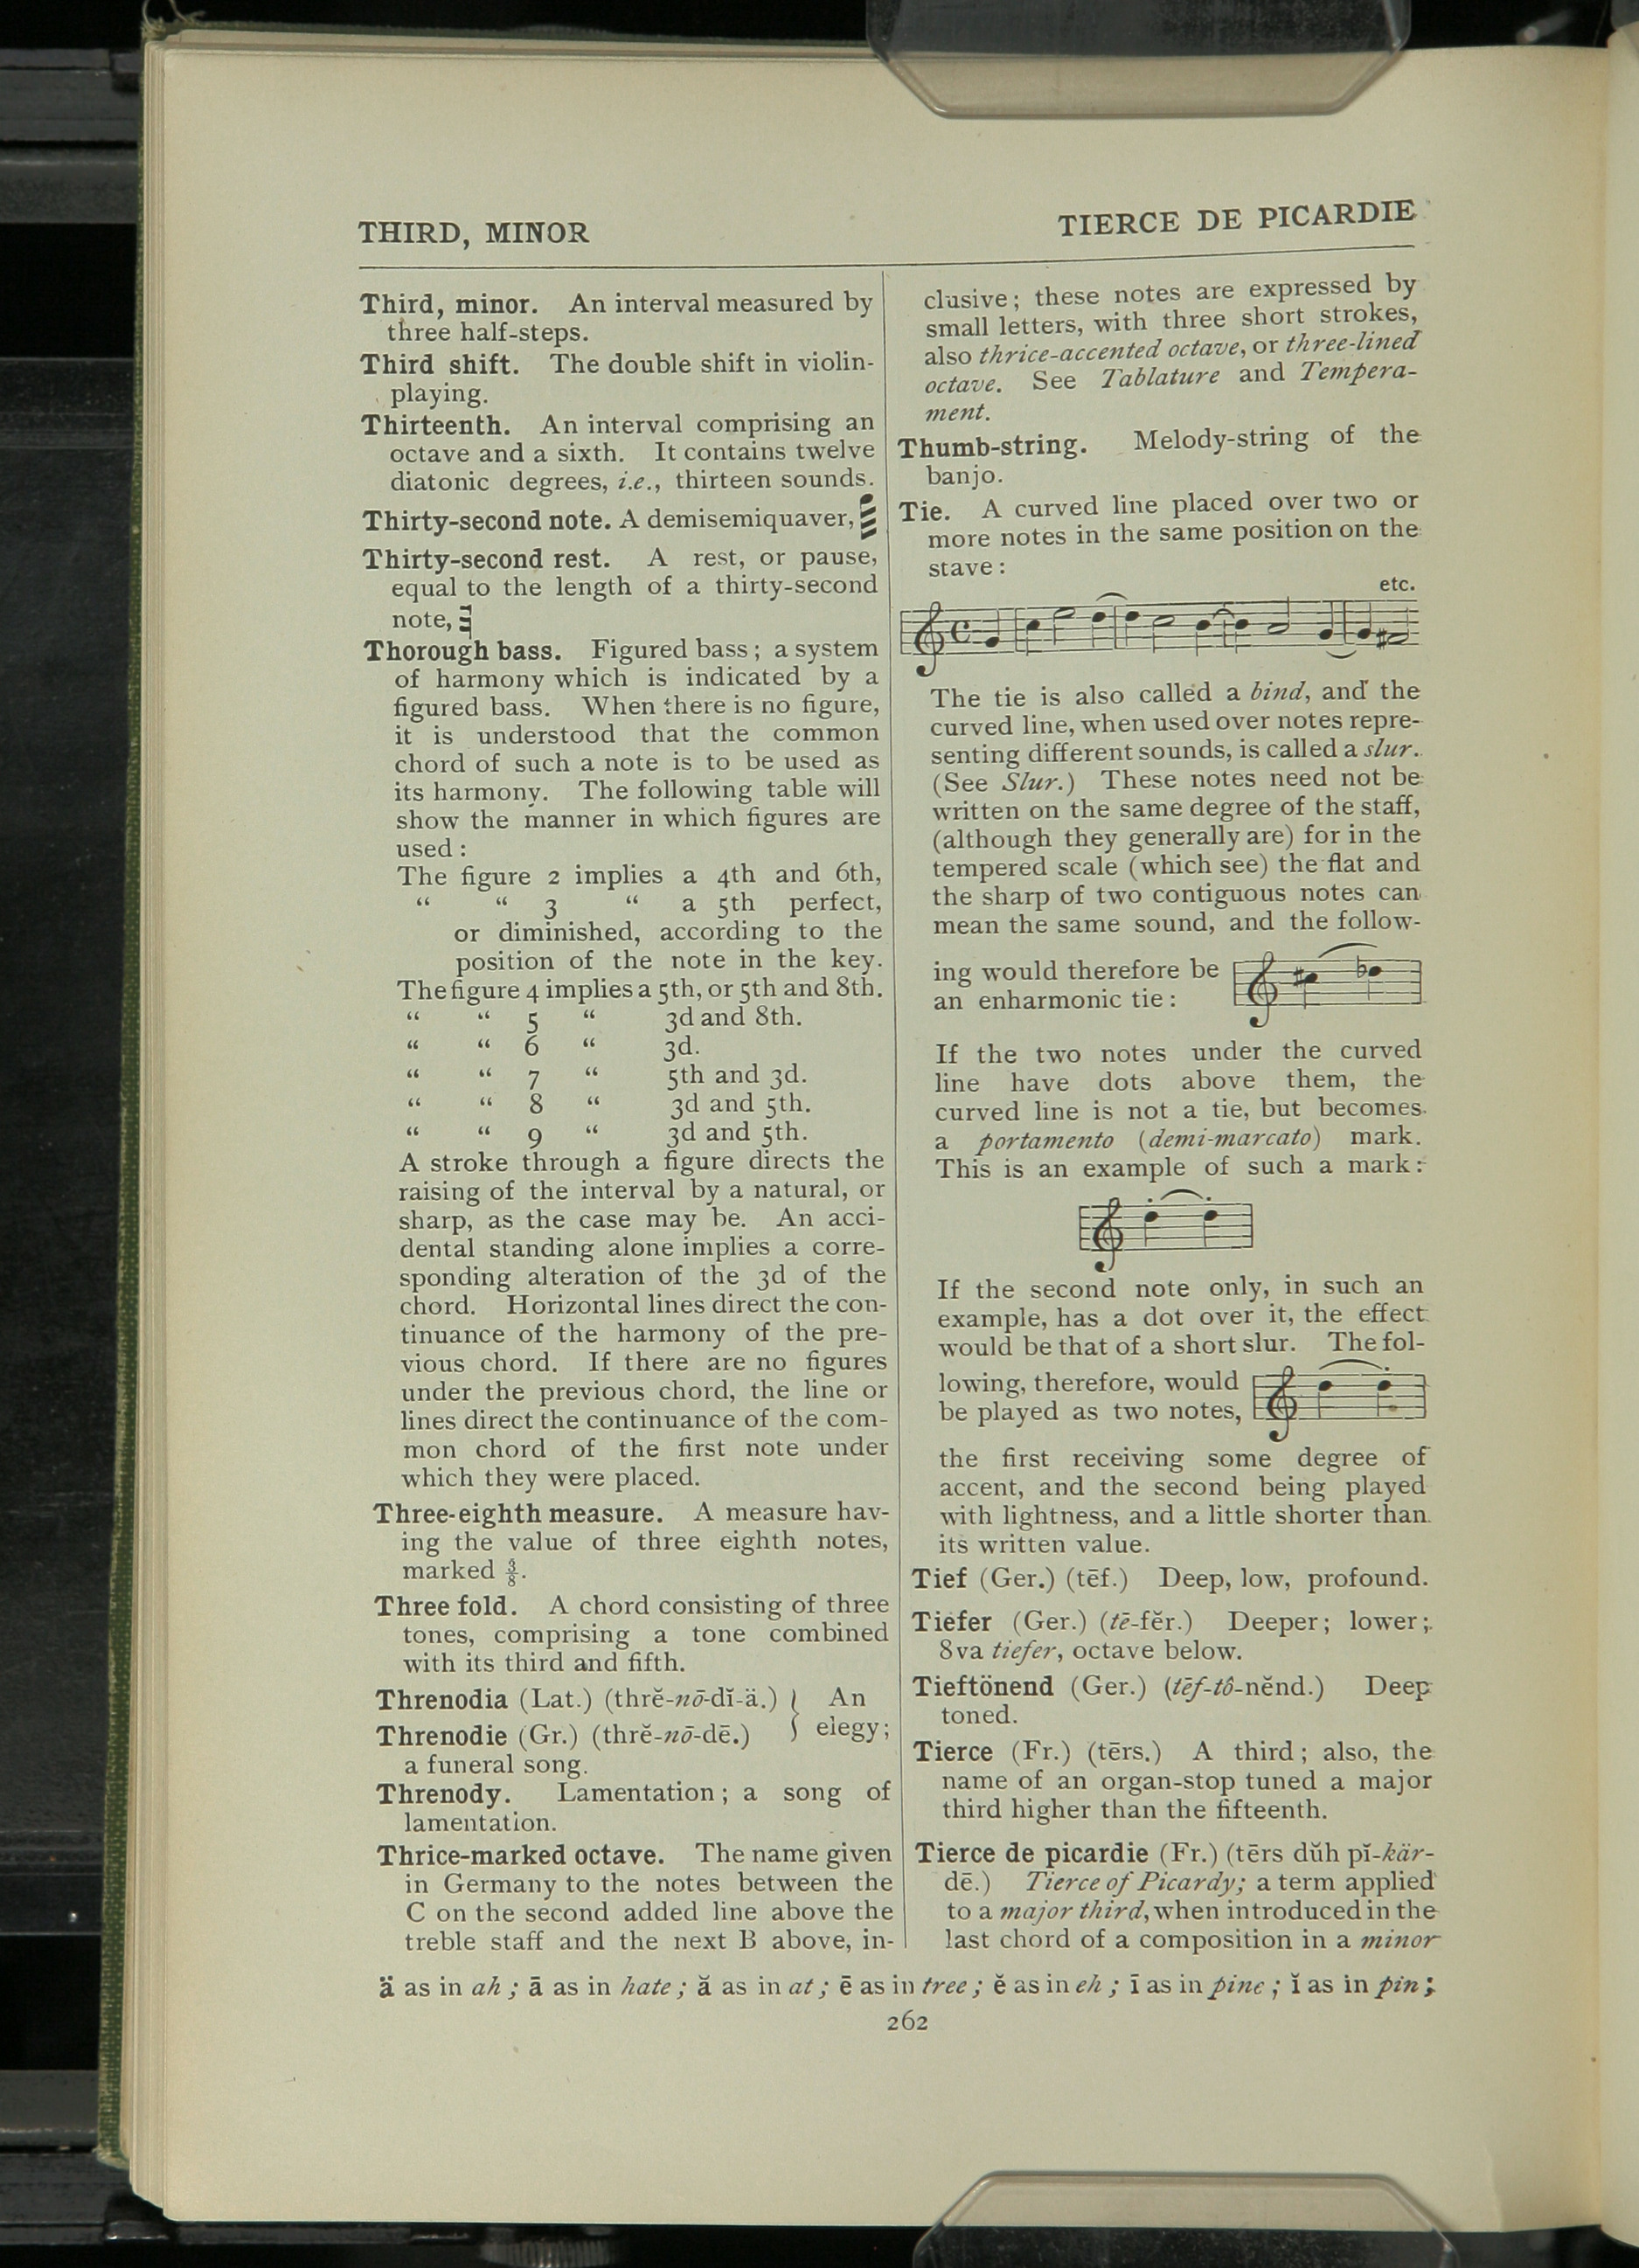 THIRD, MINOR
TIERCE DE PICARDIE
Third, minor. An interval measured by
three half-steps.
Third shift. The double shift in violin-
playing.
Thirteenth. An interval comprising an
octave and a sixth. It contains twelve
diatonic degrees, i.e., thirteen sounds.
Thirty-second note. A demisemiquaver,
Thirty-second rest. A rest, or pause,
equal to the length of a thirty-second
note,
Thorough bass. Figured bass; a system
of harmony which is indicated by a
figured bass. When there is no figure,
it is understood that the common
chord of such a note is to be used as
its harmony. The following table will
show the manner in which figures are
used:
The figure 2 implies a 4th and 6th,
“ “ 3 “ a 5th perfect,
or diminished, according to the
position of the note in the key.
The figure 4 implies a 5th, or 5th and 8th.
“ “ 5 “ 3d and 8th.
“ “ 6 “ 3d.
“ “ 7 “ 5th and 3d.
“ “ 8 “ 3d and 5th.
“ “ 9 “ 3d and 5th.
A stroke through a figure directs the
raising of the interval by a natural, or
sharp, as the case may be. An acci-
dental standing alone implies a corre-
sponding alteration of the 3d of the
chord. Horizontal lines direct the con-
tinuance of the harmony of the pre-
vious chord. If there are no figures
under the previous chord, the line or
lines direct the continuance of the com-
mon chord of the first note under
which they were placed.
Three-eighth measure. A measure hav-
ing the value of three eighth notes,
marked 3/8.
Three fold. A chord consisting of three
tones, comprising a tone combined
with its third and fifth.
Threnodia (Lat.) (thrĕ-nō-dĭ-ä.) } An
Threnodie (Gr.) (thrĕ-nō-dē.) } elegy;
a funeral song.
Threnody. Lamentation; a song of
lamentation.
Thrice-marked octave. The name given
in Germany to the notes between the
C on the second added line above the
treble staff and the next B above, in-
clusive; these notes are expressed by
small letters, with three short strokes,
also thrice-accented octave, or three-lined
octave. See Tablature and Tempera-
ment.
Thumb-string. Melody-string of the
banjo.
Tie. A curved line placed over two or
more notes in the same position on the
stave:
etc.
The tie is also called a bind, and the
curved line, when used over notes repre-
senting different sounds, is called a slur.
(See Slur.) These notes need not be
written on the same degree of the staff,
(although they generally are) for in the
tempered scale (which see) the flat and
the sharp of two contiguous notes can
mean the same sound, and the follow-
ing would therefore be
an enharmonic tie:
If the two notes under the curved
line have dots above them, the
curved line is not a tie, but becomes
a portamento (demi-marcato) mark.
This is an example of such a mark:
If the second note only, in such an
example, has a dot over it, the effect
would be that of a short slur. The fol-
lowing, therefore, would
be played as two notes,
the first receiving some degree of
accent, and the second being played
with lightness, and a little shorter than
its written value.
Tief (Ger.) (tēf.) Deep, low, profound.
Tiefer (Ger.) (tē-fĕr.) Deeper; lower;
8va tiefer, octave below.
Tieftönend (Ger.) (tēf-tô-nĕnd.) Deep
toned.
Tierce (Fr.) (tērs.) A third; also, the
name of an organ-stop tuned a major
third higher than the fifteenth.
Tierce de picardie (Fr.) (tērs dŭh pĭ-kär-
dē.) Tierce of Picardy; a term applied
to a major third, when introduced in the
last chord of a composition in a minor
ä as in ah; ā as in hate; ă as in at; ē as in tree; ĕ as in eh; ī as in pine; ĭ as in pin;
262